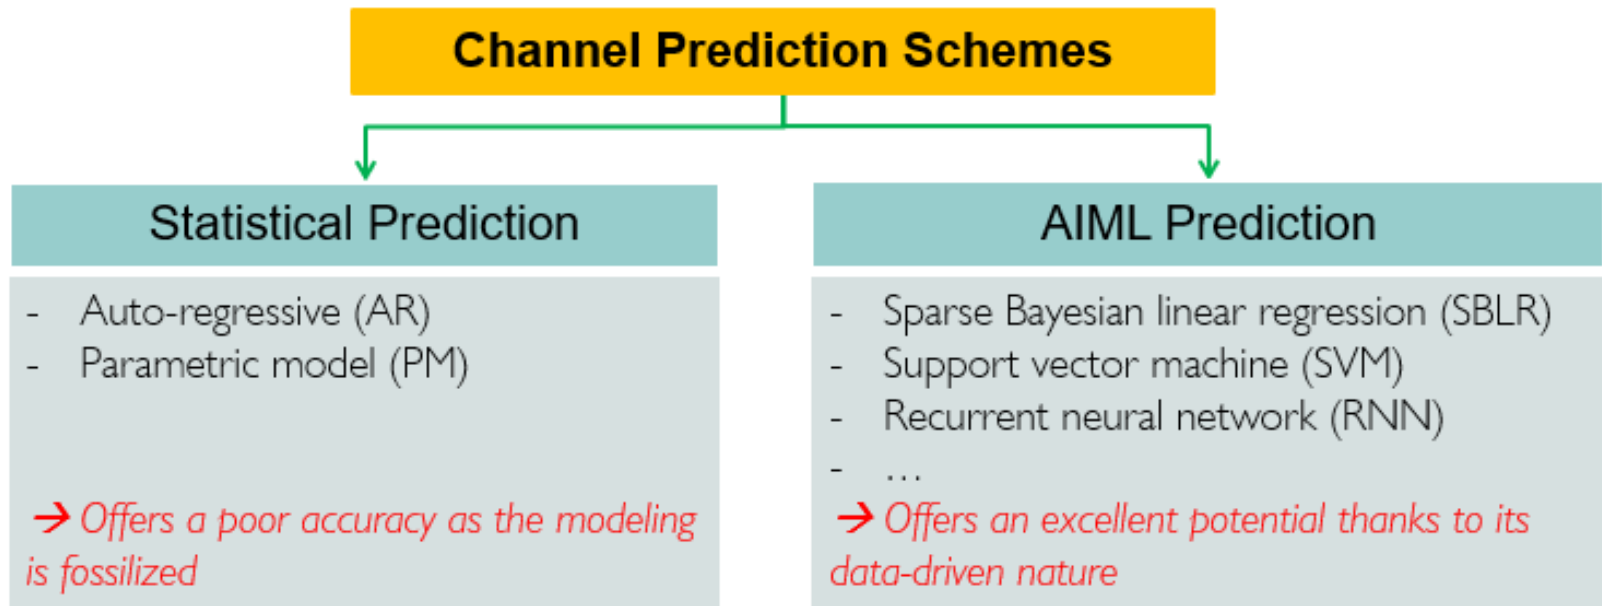 Channel Prediction Schemes
Statistical Prediction
- Auto-regressive (AR)
- Parametric model (PM)
→ Offers a poor accuracy as the modeling
is fossilized
AIML Prediction
- Sparse Bayesian linear regression (SBLR)
- Support vector machine (SVM)
- Recurrent neural network (RNN)
- …
→ Offers an excellent potential thanks to its
data-driven nature